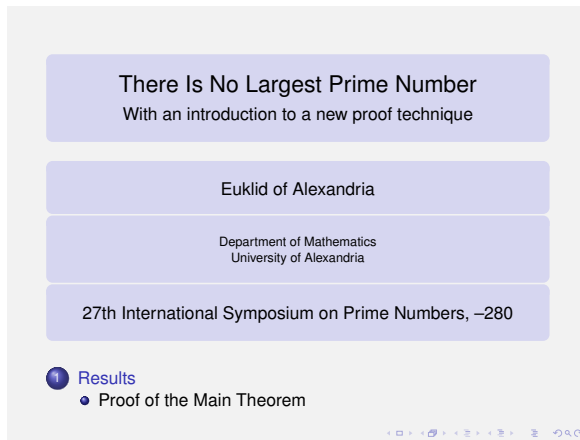 There Is No Largest Prime Number
With an introduction to a new proof technique
Euklid of Alexandria
Department of Mathematics
University of Alexandria
27th International Symposium on Prime Numbers, –280
1 Results
Proof of the Main Theorem